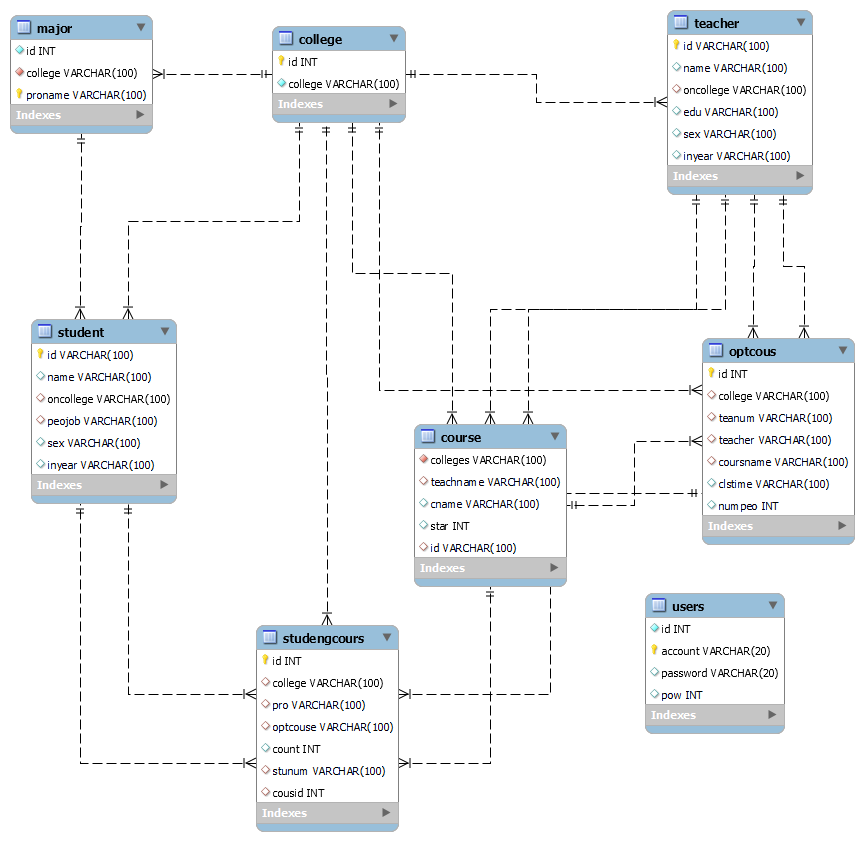 major
id INT
college VARCHAR(100)
proname VARCHAR(100)
Indexes
college
id INT
college VARCHAR(100)
Indexes
teacher
id VARCHAR(100)
name VARCHAR(100)
oncollege VARCHAR(100)
edu VARCHAR(100)
sex VARCHAR(100)
inyear VARCHAR(100)
Indexes
student
id VARCHAR(100)
name VARCHAR(100)
oncollege VARCHAR(100)
peojob VARCHAR(100)
sex VARCHAR(100)
inyear VARCHAR(100)
Indexes
optcous
id INT
college VARCHAR(100)
teanum VARCHAR(100)
teacher VARCHAR(100)
coursname VARCHAR(100)
clstime VARCHAR(100)
numpeo INT
Indexes
course
colleges VARCHAR(100)
teachname VARCHAR(100)
cname VARCHAR(100)
star INT
id VARCHAR(100)
Indexes
studengcours
id INT
college VARCHAR(100)
pro VARCHAR(100)
optcouse VARCHAR(100)
count INT
stunum VARCHAR(100)
cousid INT
Indexes
users
id INT
account VARCHAR(20)
password VARCHAR(20)
pow INT
Indexes